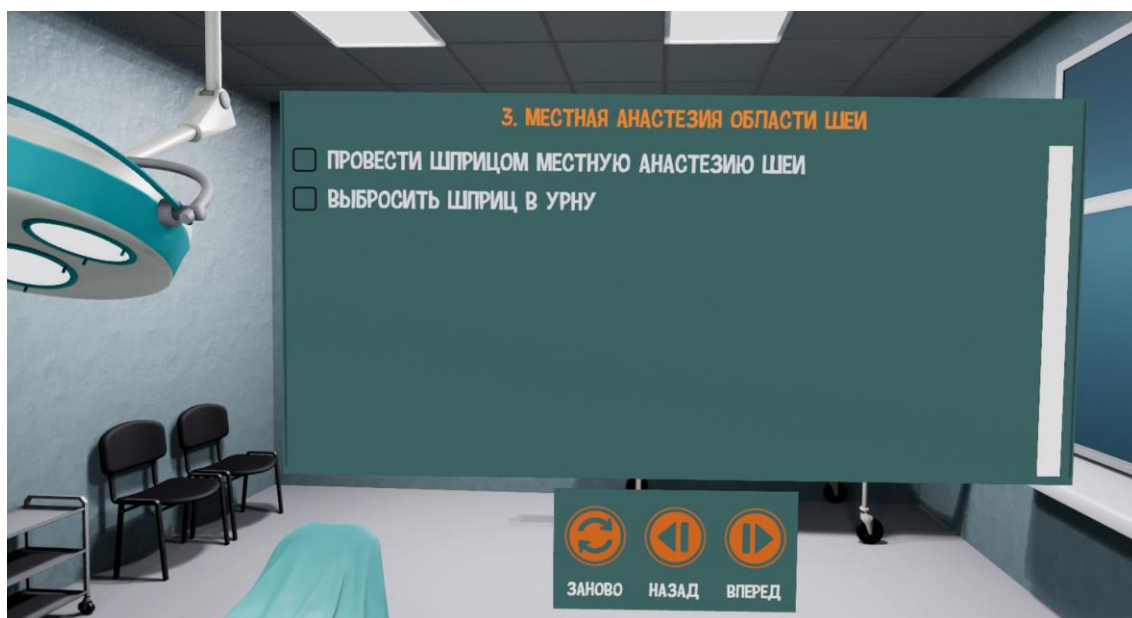 3. МЕСТНАЯ АНАСТЕЗИЯ ОБЛАСТИ ШЕИ
ПРОВЕСТИ ШПРИЦОМ МЕСТНУЮ АНАСТЕЗИЮ ШЕИ
ВЫБРОСИТЬ ШПРИЦ В УРНУ
ЗАНОВО НАЗАД ВПЕРЕД